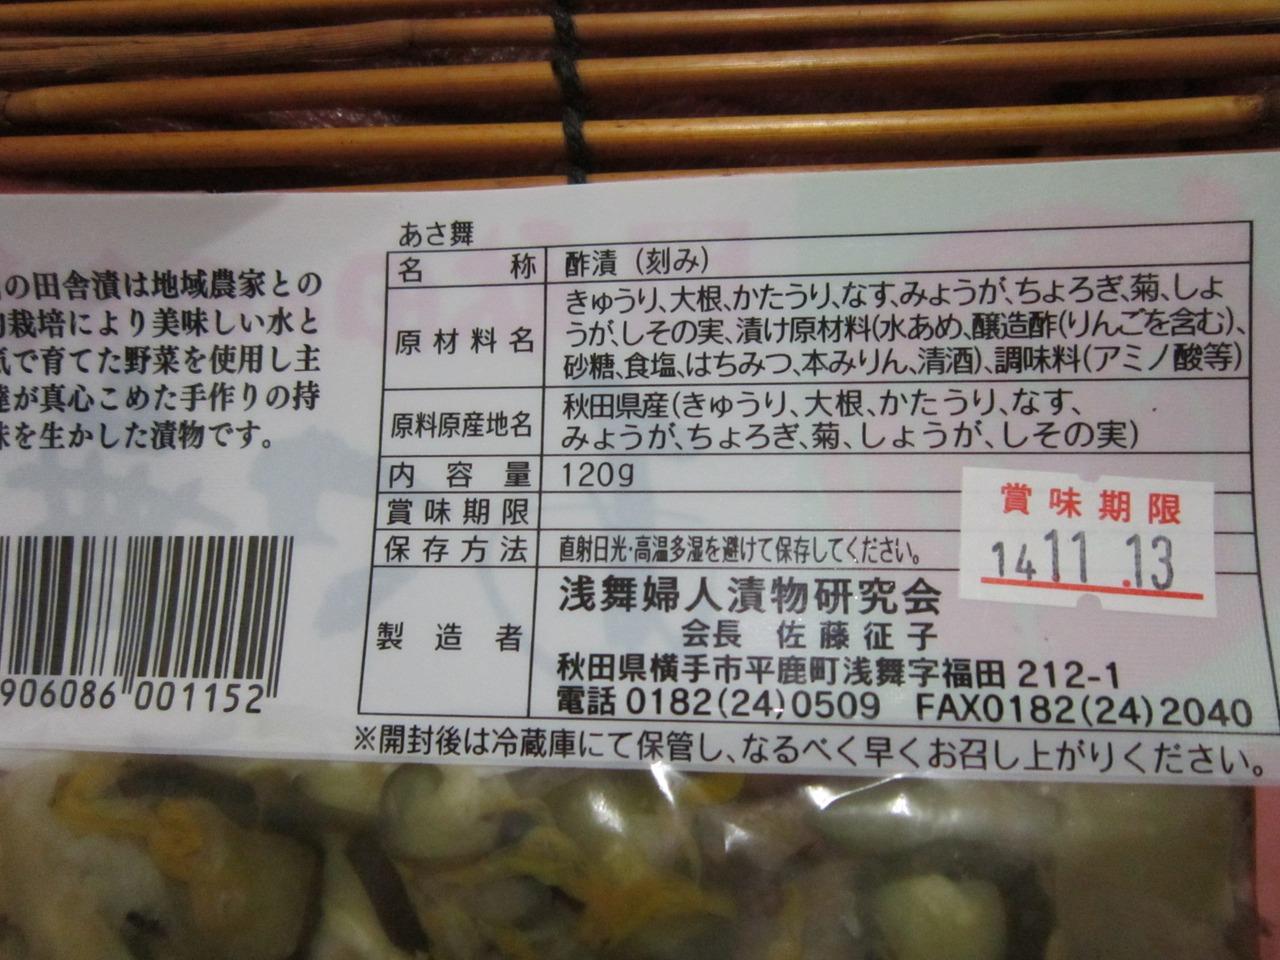 の田舎漬は地域農家との
栽培により美味しい水と
気で育てた野菜を使用し主
達が真心こめた手作りの持
味を生かした漬物です。
906086 001152
あさ舞
名称 酢漬(刻み)
原材料名 きゅうり、大根、かたうり、なす、みょうが、ちょろぎ、菊、しょ
うが、しその実、漬け原材料(水あめ、醸造酢(りんごを含む)、
砂糖、食塩、はちみつ、本みりん、清酒)、調味料(アミノ酸等)
原料原産地名 秋田県産(きゅうり、大根、かたうり、なす、
みょうが、ちょろぎ、菊、しょうが、しその実)
内容量 120g
賞味期限
保存方法 直射日光・高温多湿を避けて保存してください。
賞味期限
14 11 .13
製造者 浅舞婦人漬物研究会
会長 佐藤征子
秋田県横手市平鹿町浅舞字福田212-1
電話0182(24)0509 FAX0182(24)2040
※開封後は冷蔵庫にて保管し、なるべく早くお召し上がりください。